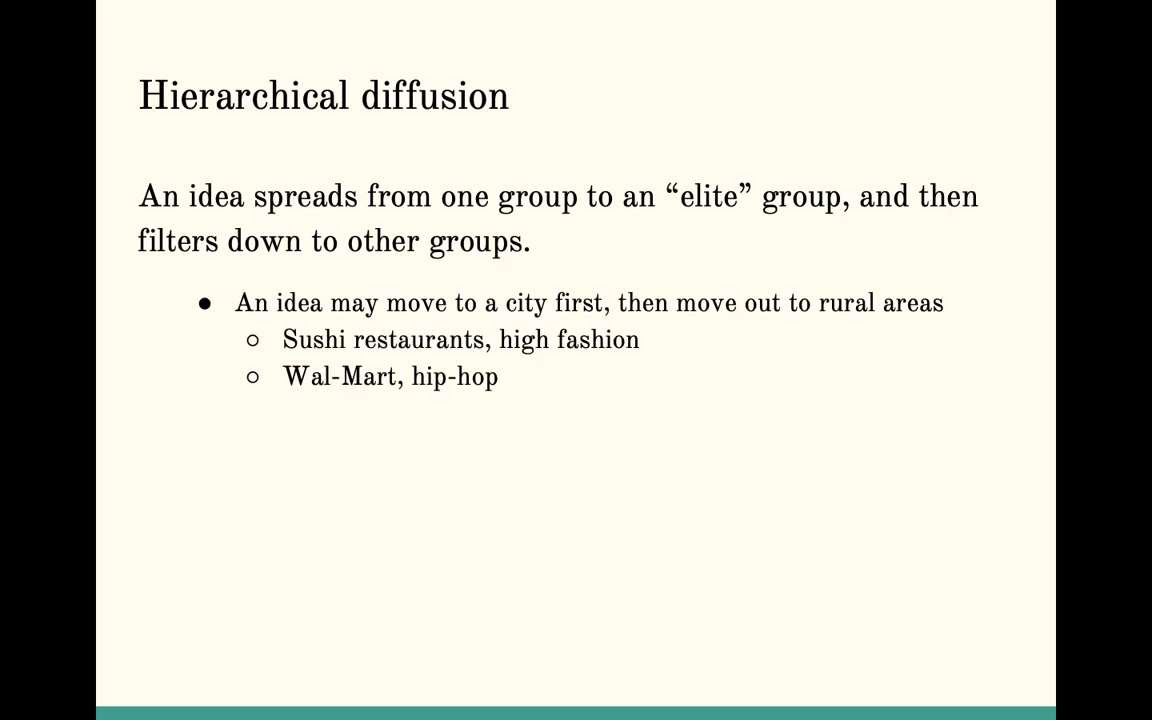 Hierarchical diffusion
An idea spreads from one group to an “elite” group, and then
filters down to other groups.
● An idea may move to a city first, then move out to rural areas
○ Sushi restaurants, high fashion
○ Wal-Mart, hip-hop